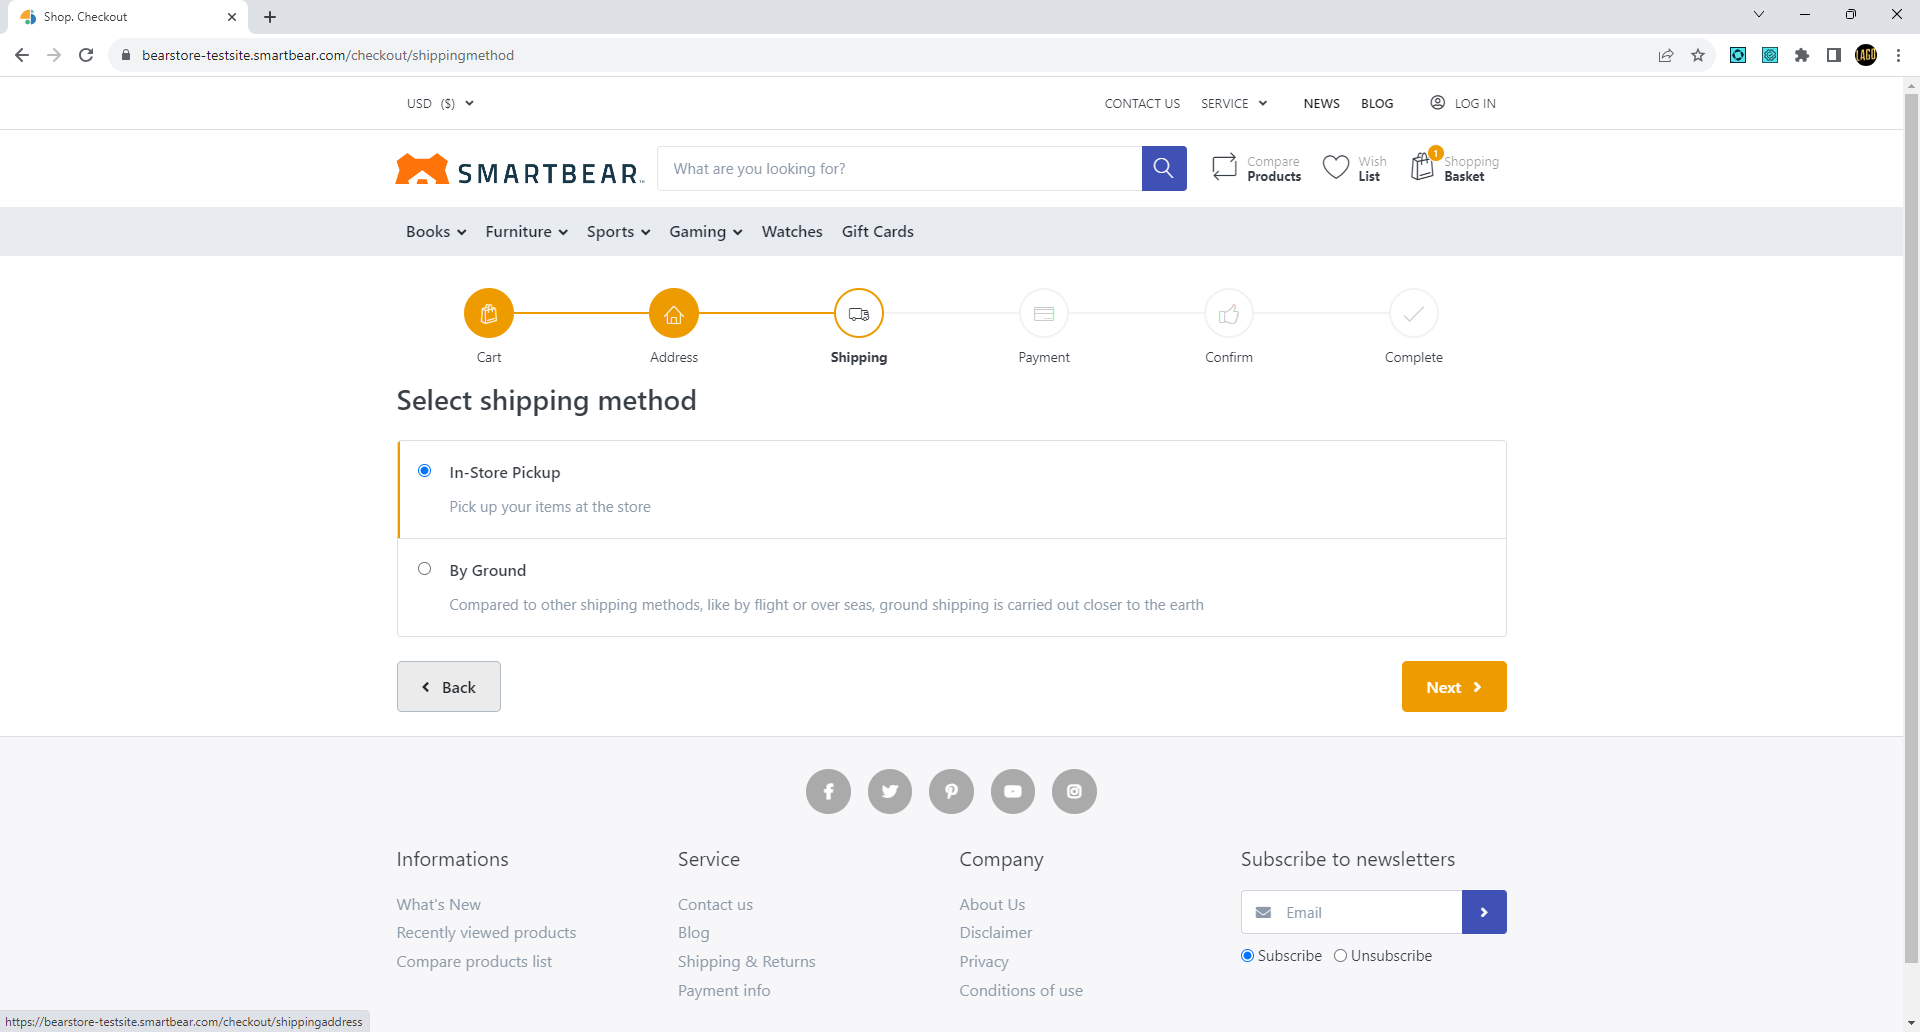 Shop. Checkout
bearstore-testsite.smartbear.com/checkout/shippingmethod
LAGO
USD ($)
CONTACT US SERVICE NEWS BLOG LOG IN
SMARTBEAR
What are you looking for?
Compare Products
Wish List
1
Shopping Basket
Books Furniture Sports Gaming Watches Gift Cards
Cart Address Shipping Payment Confirm Complete
Select shipping method
In-Store Pickup
Pick up your items at the store
By Ground
Compared to other shipping methods, like by flight or over seas, ground shipping is carried out closer to the earth
Back
Next
Informations
What's New
Recently viewed products
Compare products list
Service
Contact us
Blog
Shipping & Returns
Payment info
Company
About Us
Disclaimer
Privacy
Conditions of use
Subscribe to newsletters
Email
Subscribe Unsubscribe
https://bearstore-testsite.smartbear.com/checkout/shippingaddress